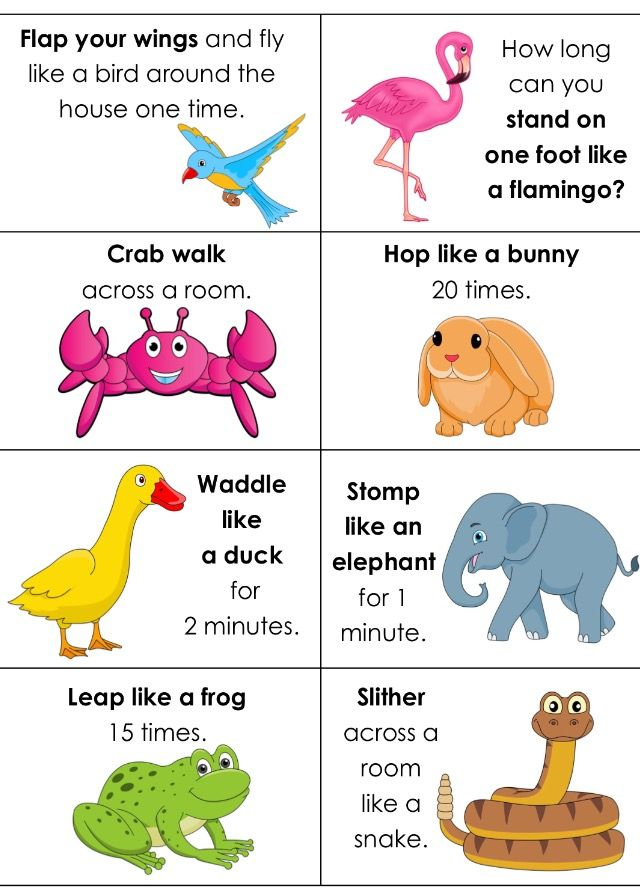 Flap your wings and fly
like a bird around the
house one time.
How long
can you
stand on
one foot like
a flamingo?
Crab walk
across a room.
Hop like a bunny
20 times.
Waddle
like
a duck
for
2 minutes.
Stomp
like an
elephant
for 1
minute.
Leap like a frog
15 times.
Slither
across a
room
like a
snake.